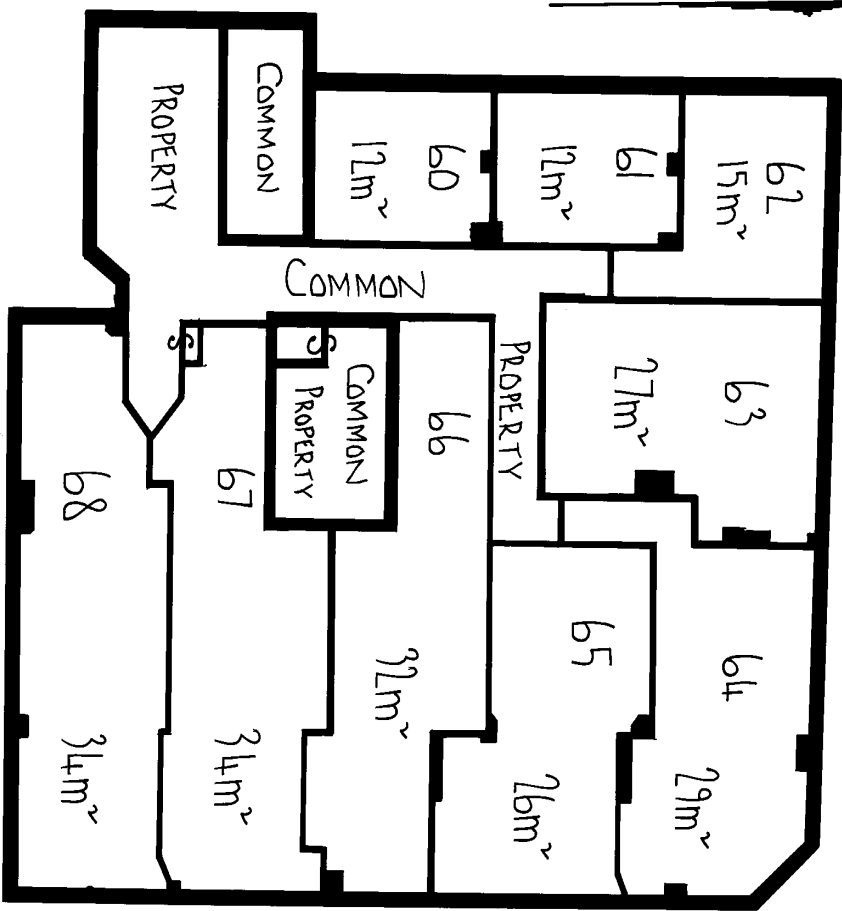 COMMON
PROPERTY
60
12m²
61
12m²
62
15m²
COMMON
PROPERTY
63
27m²
S
S
COMMON
PROPERTY
66
32m²
67
34m²
68
34m²
65
26m²
64
29m²